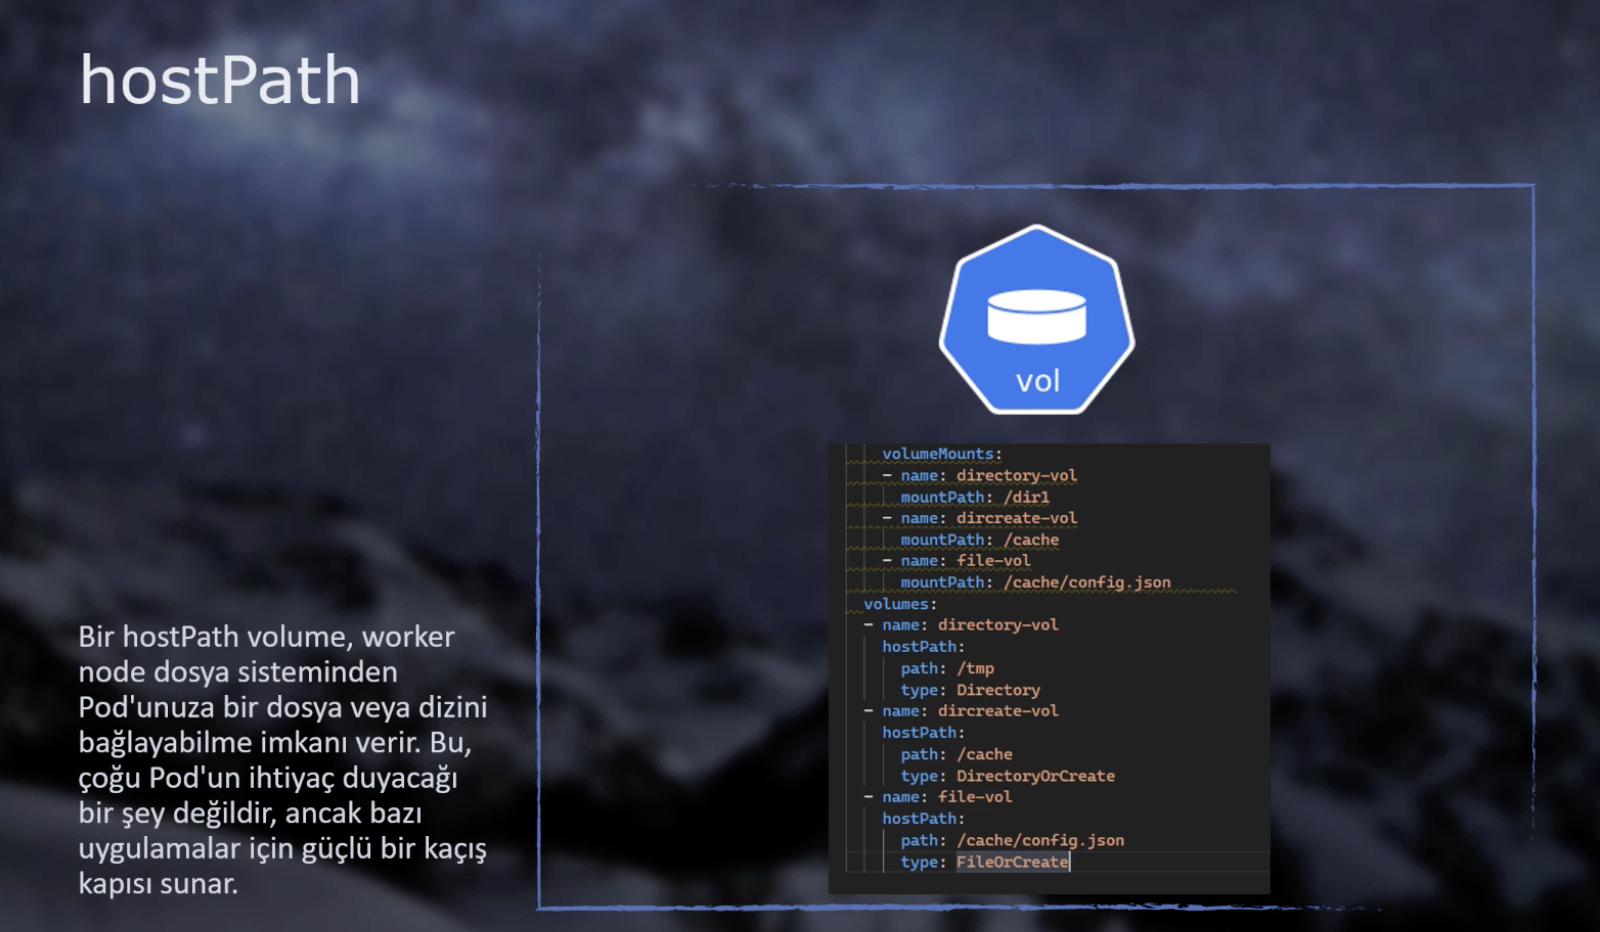 hostPath
Bir hostPath volume, worker
node dosya sisteminden
Pod'unuza bir dosya veya dizini
bağlayabilme imkanı verir. Bu,
çoğu Pod'un ihtiyaç duyacağı
bir şey değildir, ancak bazı
uygulamalar için güçlü bir kaçış
kapısı sunar.
vol
volumeMounts:
- name: directory-vol
mountPath: /dir1
- name: dircreate-vol
mountPath: /cache
- name: file-vol
mountPath: /cache/config.json
volumes:
- name: directory-vol
hostPath:
path: /tmp
type: Directory
- name: dircreate-vol
hostPath:
path: /cache
type: DirectoryOrCreate
- name: file-vol
hostPath:
path: /cache/config.json
type: FileOrCreate